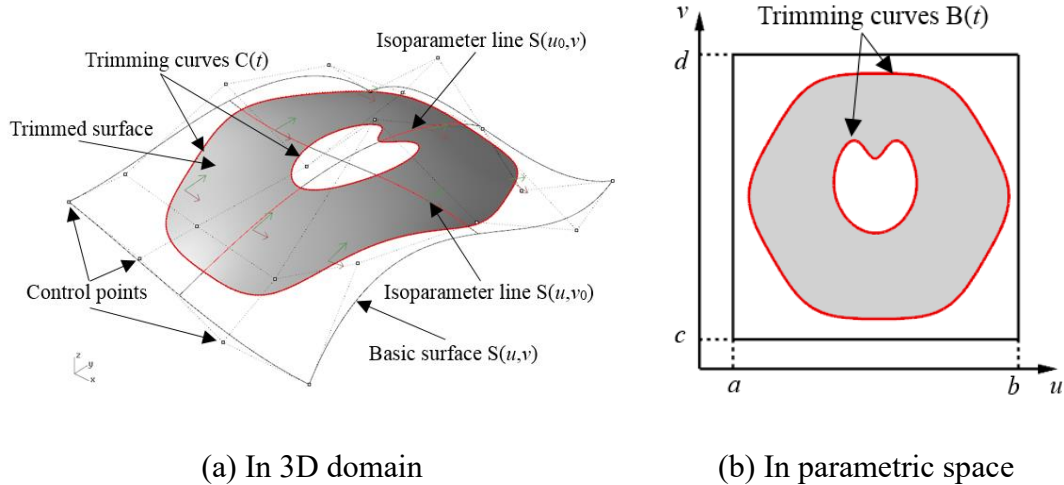 Isoparameter line S(u₀,v)
Trimming curves C(t)
Trimmed surface
Control points
Isoparameter line S(u,v₀)
Basic surface S(u,v)
z
y
x
(a) In 3D domain
v
Trimming curves B(t)
d
c
a
b
u
(b) In parametric space